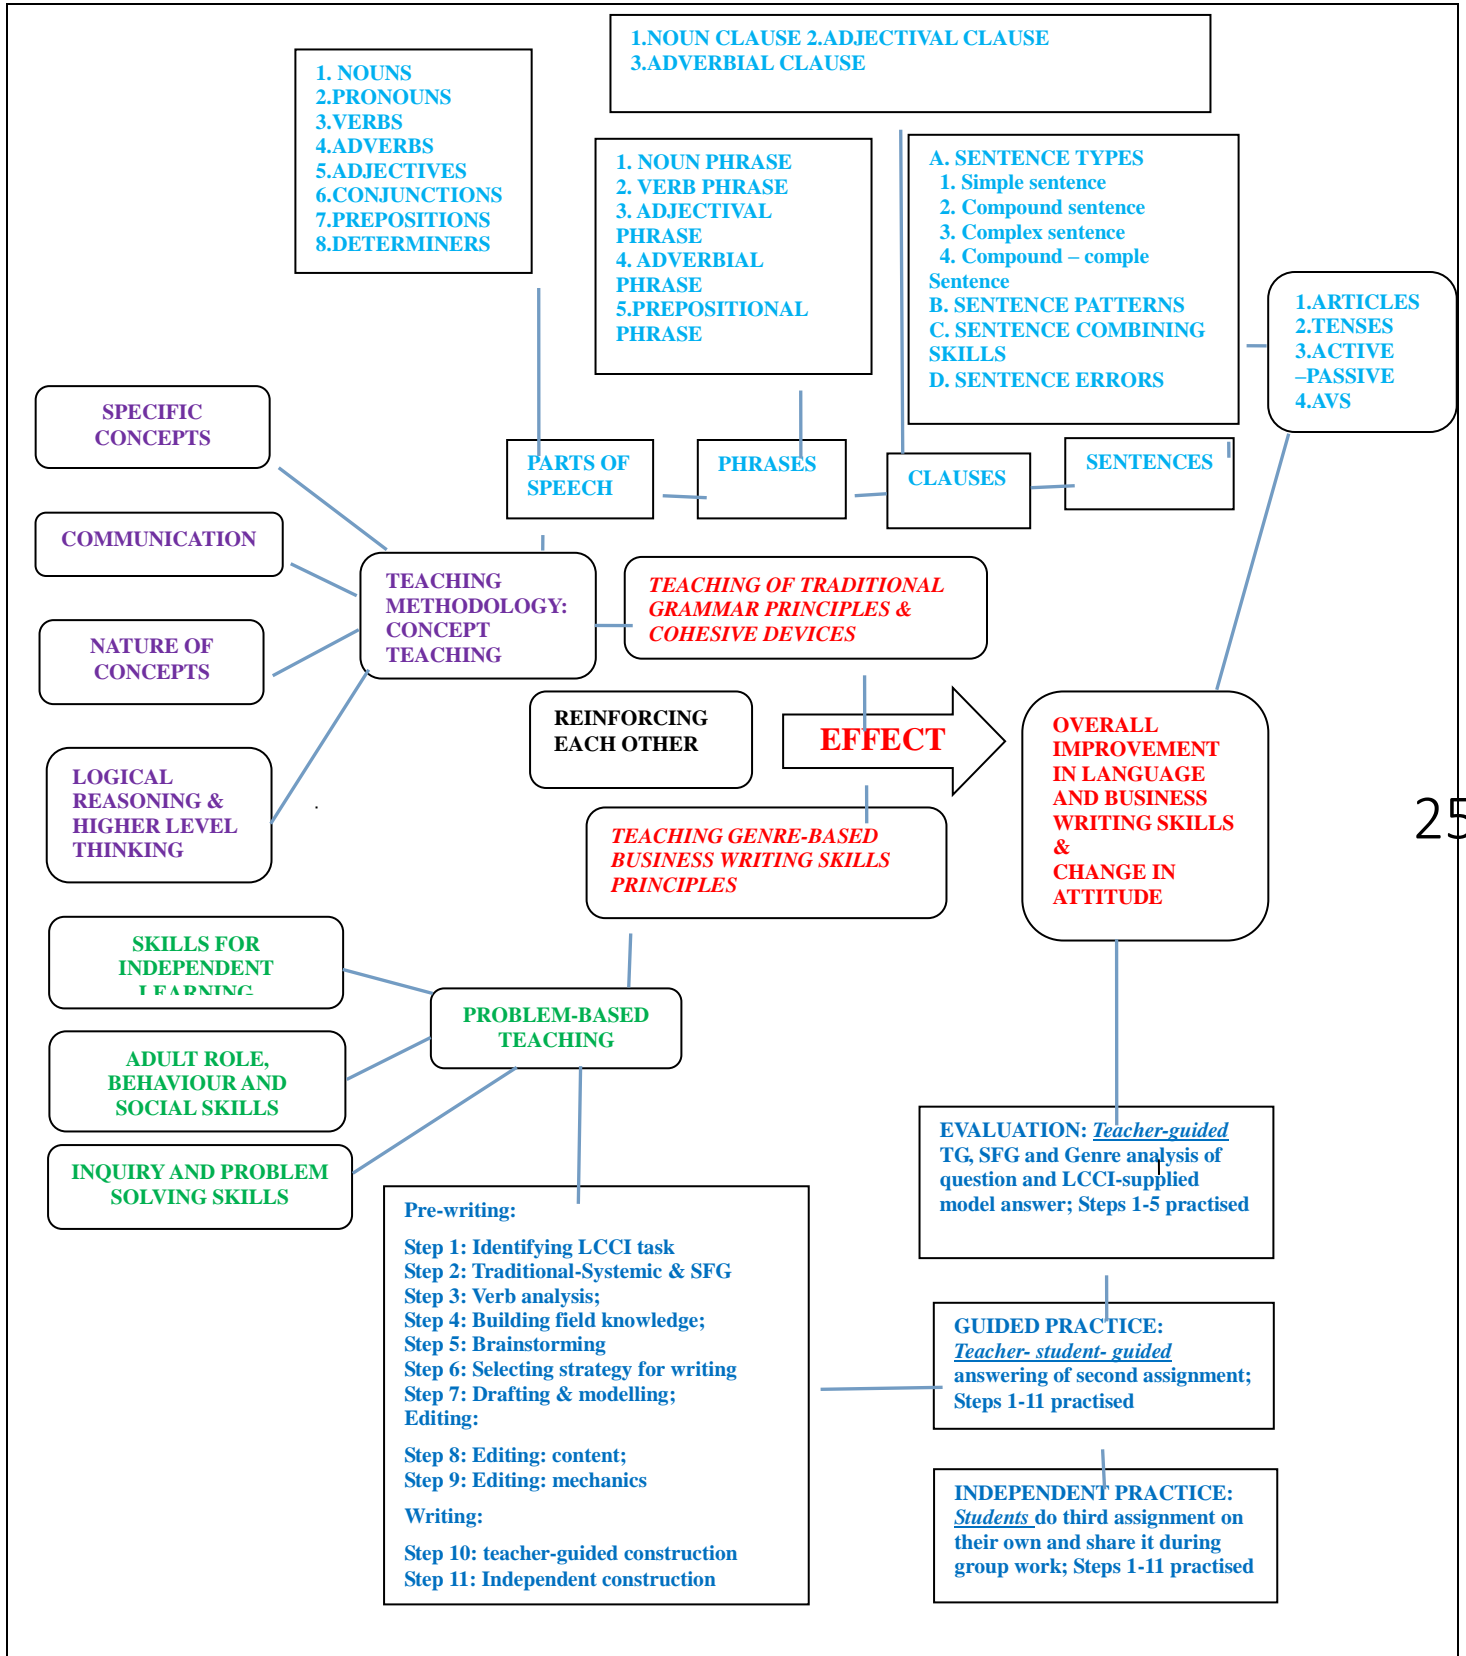 1.NOUN CLAUSE 2.ADJECTIVAL CLAUSE
3.ADVERBIAL CLAUSE
1. NOUNS
2.PRONOUNS
3.VERBS
4.ADVERBS
5.ADJECTIVES
6.CONJUNCTIONS
7.PREPOSITIONS
8.DETERMINERS
1. NOUN PHRASE
2. VERB PHRASE
3. ADJECTIVAL
PHRASE
4. ADVERBIAL
PHRASE
5.PREPOSITIONAL
PHRASE
A. SENTENCE TYPES
1. Simple sentence
2. Compound sentence
3. Complex sentence
4. Compound – comple
Sentence
B. SENTENCE PATTERNS
C. SENTENCE COMBINING
SKILLS
D. SENTENCE ERRORS
1.ARTICLES
2.TENSES
3.ACTIVE
–PASSIVE
4.AVS
SPECIFIC
CONCEPTS
PARTS OF
SPEECH
PHRASES
CLAUSES
SENTENCES
COMMUNICATION
TEACHING
METHODOLOGY:
CONCEPT
TEACHING
TEACHING OF TRADITIONAL
GRAMMAR PRINCIPLES &
COHESIVE DEVICES
NATURE OF
CONCEPTS
REINFORCING
EACH OTHER
EFFECT
OVERALL
IMPROVEMENT
IN LANGUAGE
AND BUSINESS
WRITING SKILLS
&
CHANGE IN
ATTITUDE
LOGICAL
REASONING &
HIGHER LEVEL
THINKING
25
TEACHING GENRE-BASED
BUSINESS WRITING SKILLS
PRINCIPLES
SKILLS FOR
INDEPENDENT
LEARNING
PROBLEM-BASED
TEACHING
ADULT ROLE,
BEHAVIOUR AND
SOCIAL SKILLS
INQUIRY AND PROBLEM
SOLVING SKILLS
EVALUATION: Teacher-guided
TG, SFG and Genre analysis of
question and LCCI-supplied
model answer; Steps 1-5 practised
Pre-writing:
Step 1: Identifying LCCI task
Step 2: Traditional-Systemic & SFG
Step 3: Verb analysis;
Step 4: Building field knowledge;
Step 5: Brainstorming
Step 6: Selecting strategy for writing
Step 7: Drafting & modelling;
Editing:
Step 8: Editing: content;
Step 9: Editing: mechanics
Writing:
Step 10: teacher-guided construction
Step 11: Independent construction
GUIDED PRACTICE:
Teacher- student- guided
answering of second assignment;
Steps 1-11 practised
INDEPENDENT PRACTICE:
Students do third assignment on
their own and share it during
group work; Steps 1-11 practised